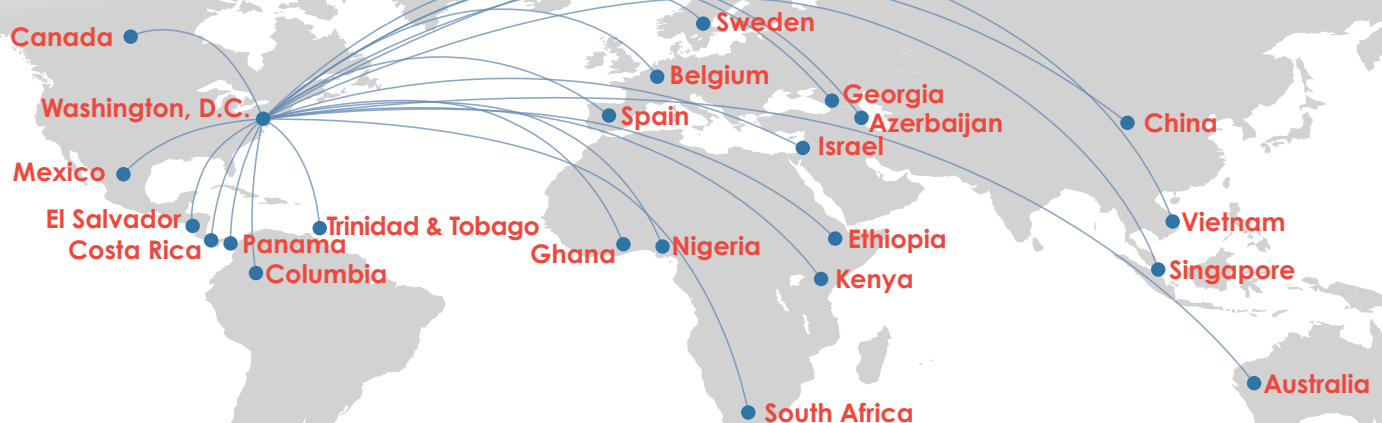 Canada
Sweden
Belgium
Washington, D.C.
Georgia
Spain
Azerbaijan
China
Israel
Mexico
El Salvador
Trinidad & Tobago
Vietnam
Costa Rica
Panama
Ghana
Nigeria
Ethiopia
Columbia
Kenya
Singapore
Australia
South Africa